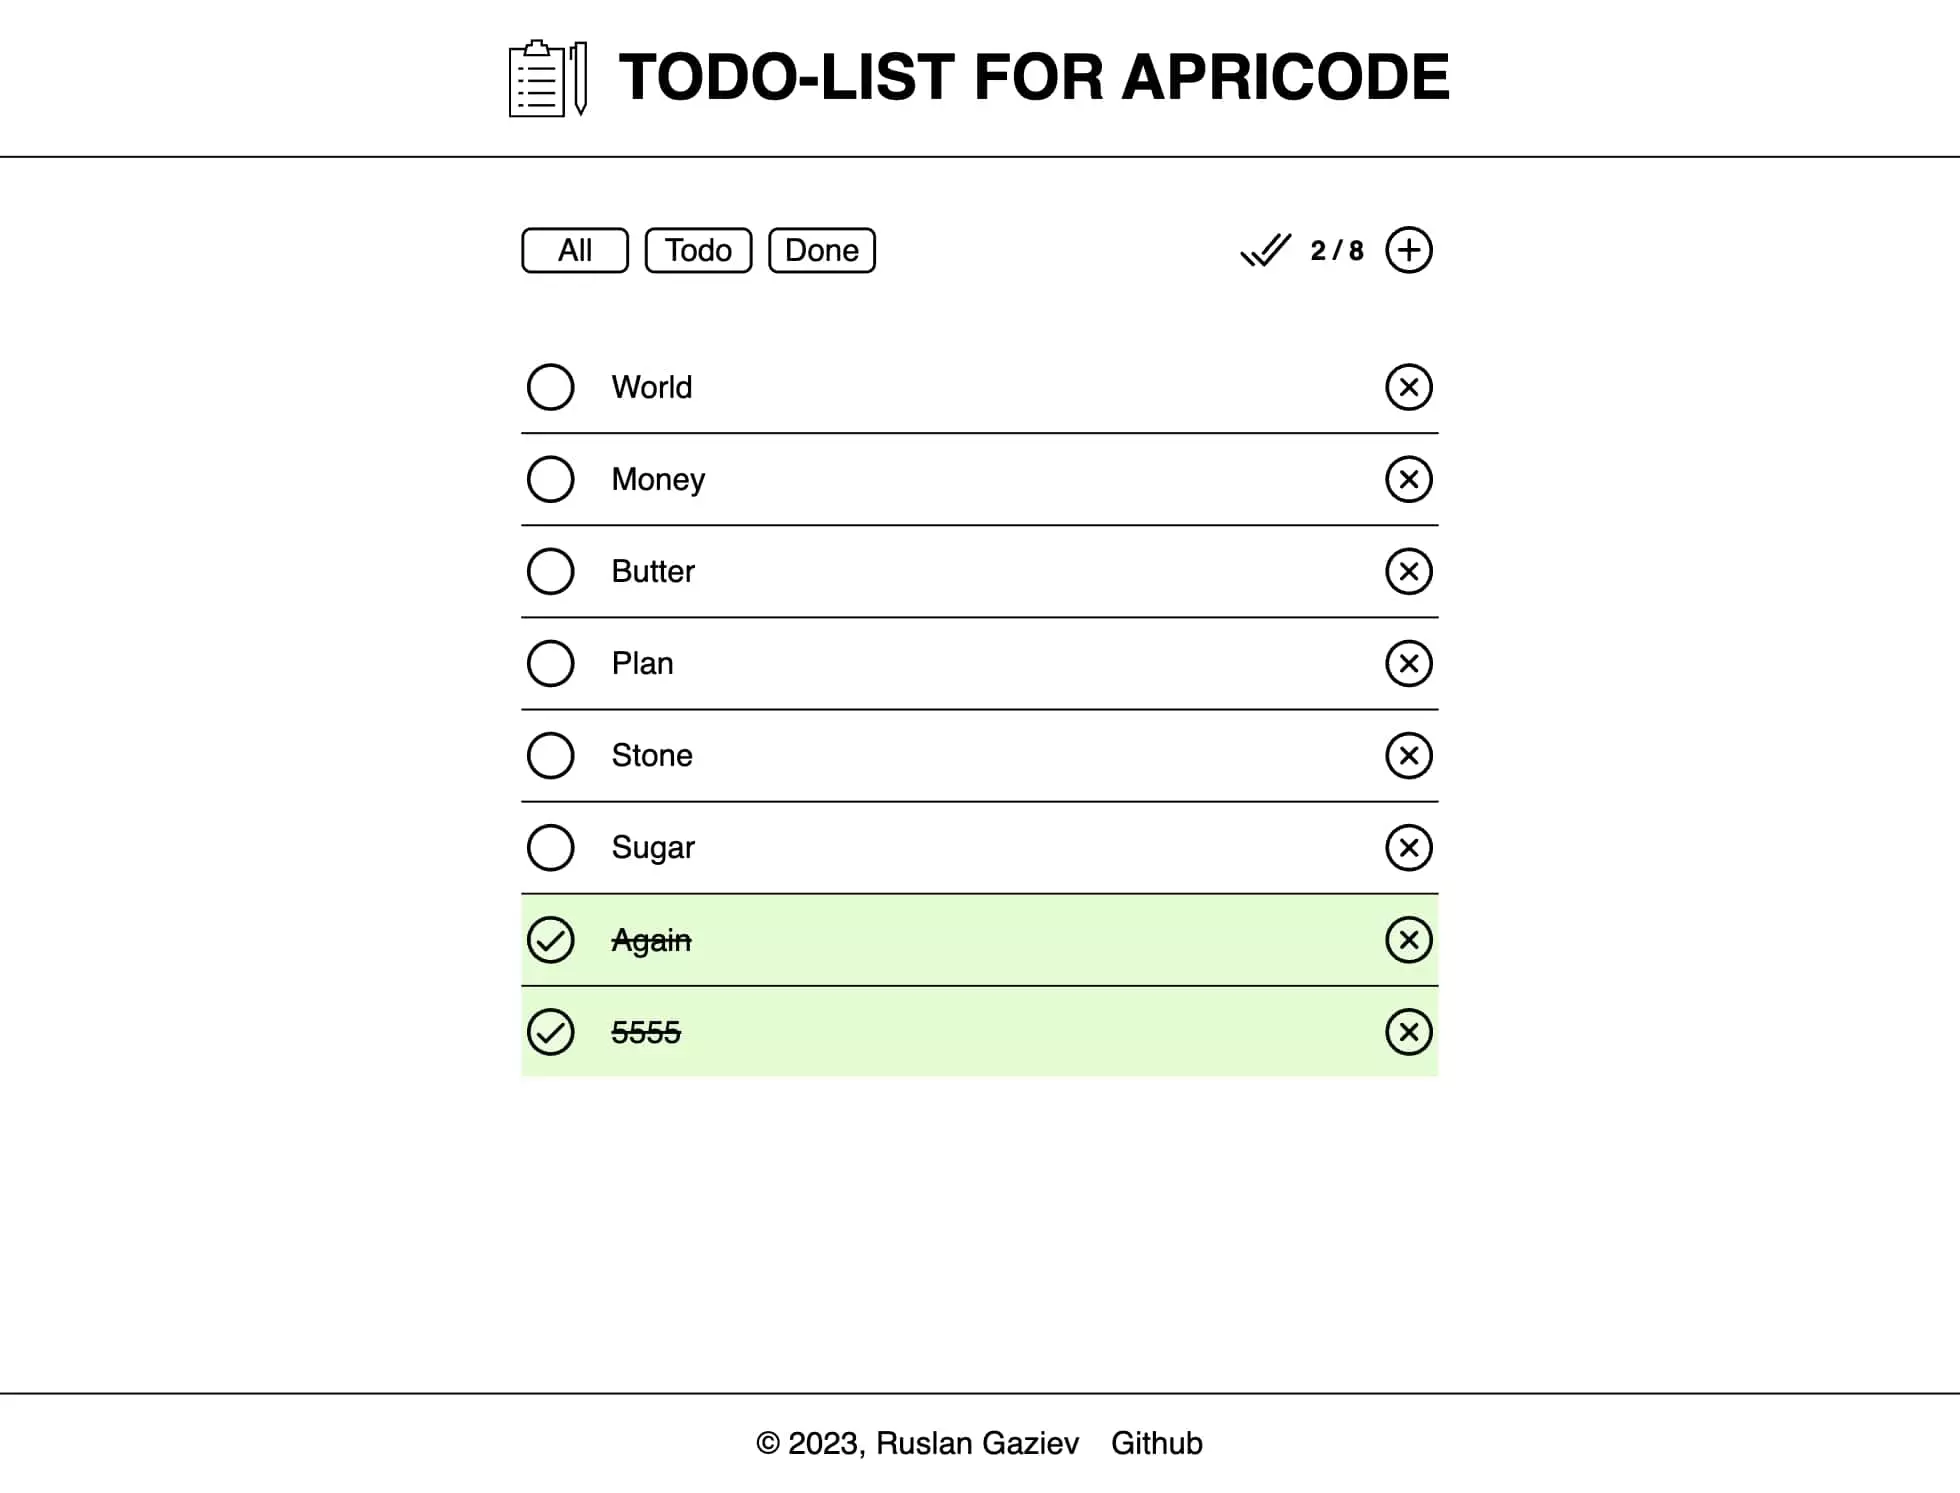 TODO-LIST FOR APRICODE
All Todo Done 2 / 8
World
Money
Butter
Plan
Stone
Sugar
Again
5555
© 2023, Ruslan Gaziev Github